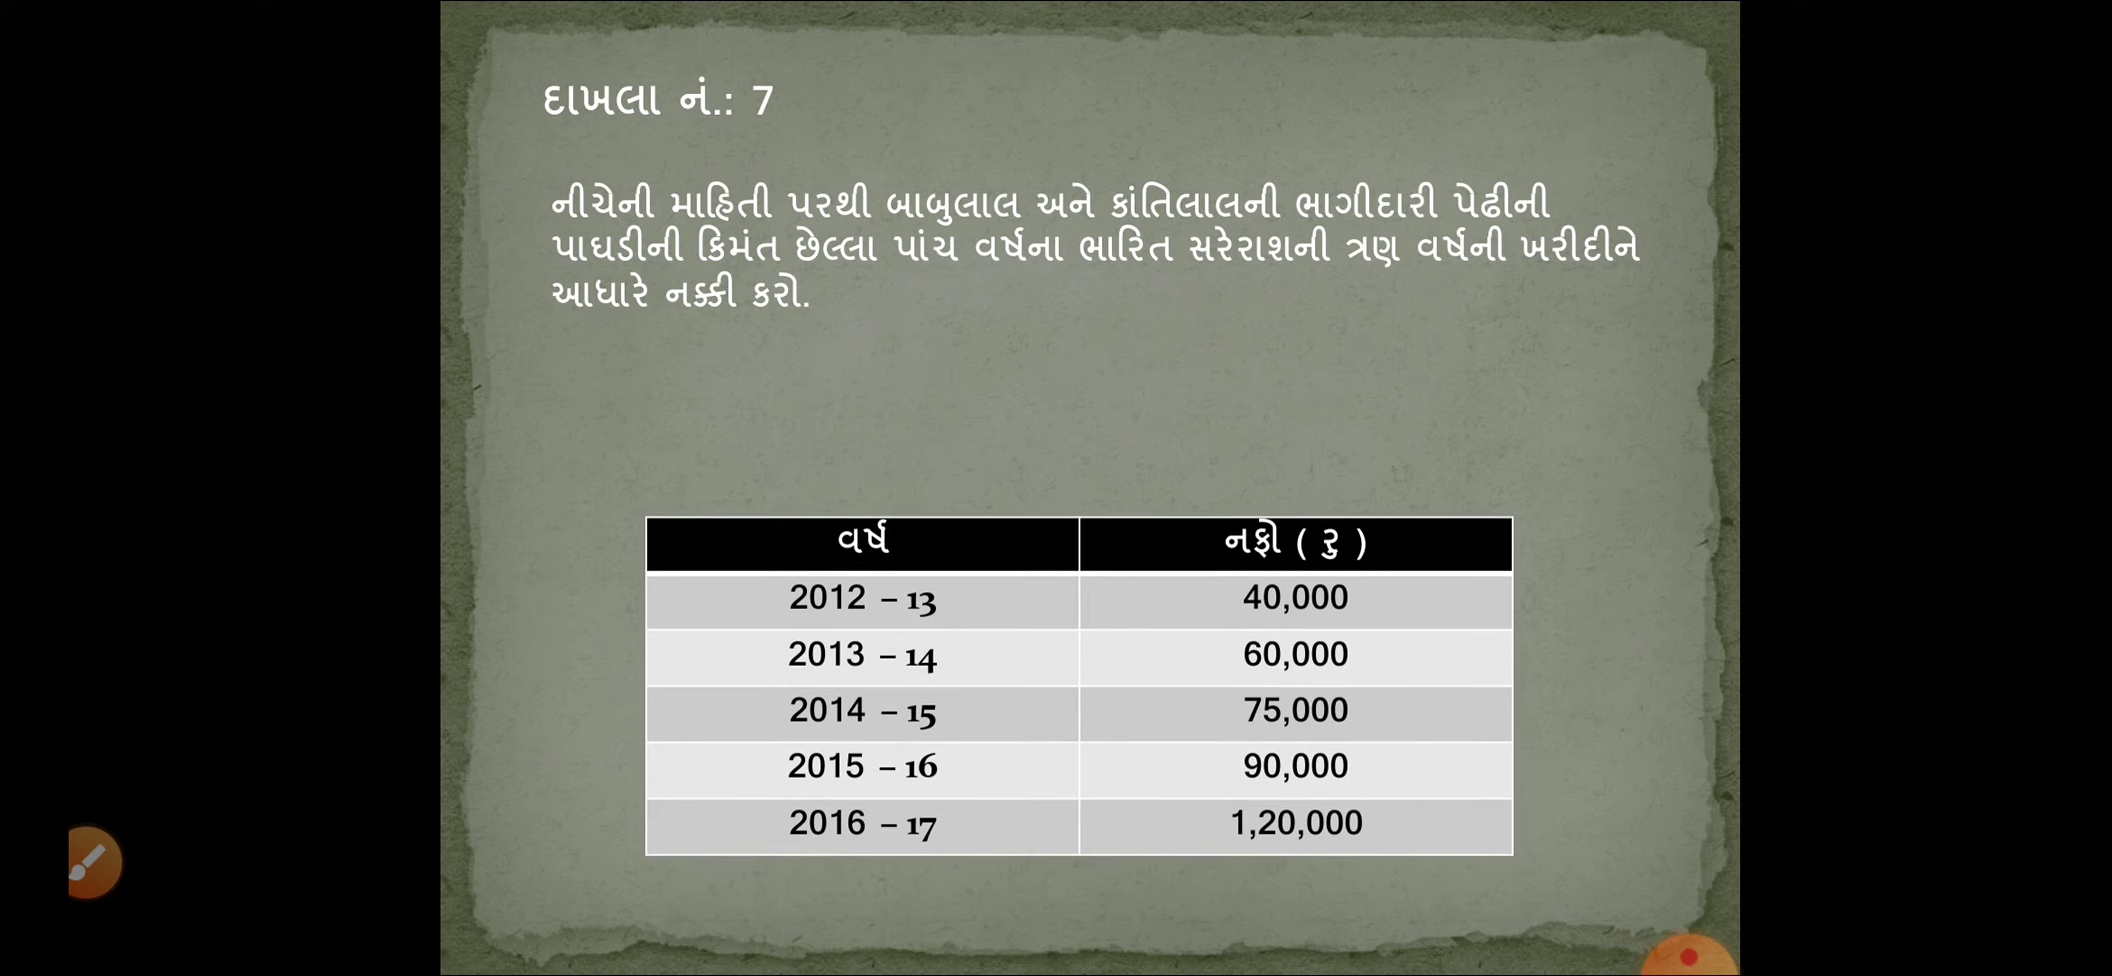 દાખલા નં.: 7
નીચેની માહિતી પરથી બાબુલાલ અને કાંતિલાલની ભાગીદારી પેઢીની
પાઘડીની કિમંત છેલ્લા પાંચ વર્ષના ભારિત સરેરાશની ત્રણ વર્ષની ખરીદીને
આધારે નક્કી કરો.
વર્ષ નફો ( રુ )
2012 – 13 40,000
2013 – 14 60,000
2014 – 15 75,000
2015 – 16 90,000
2016 – 17 1,20,000